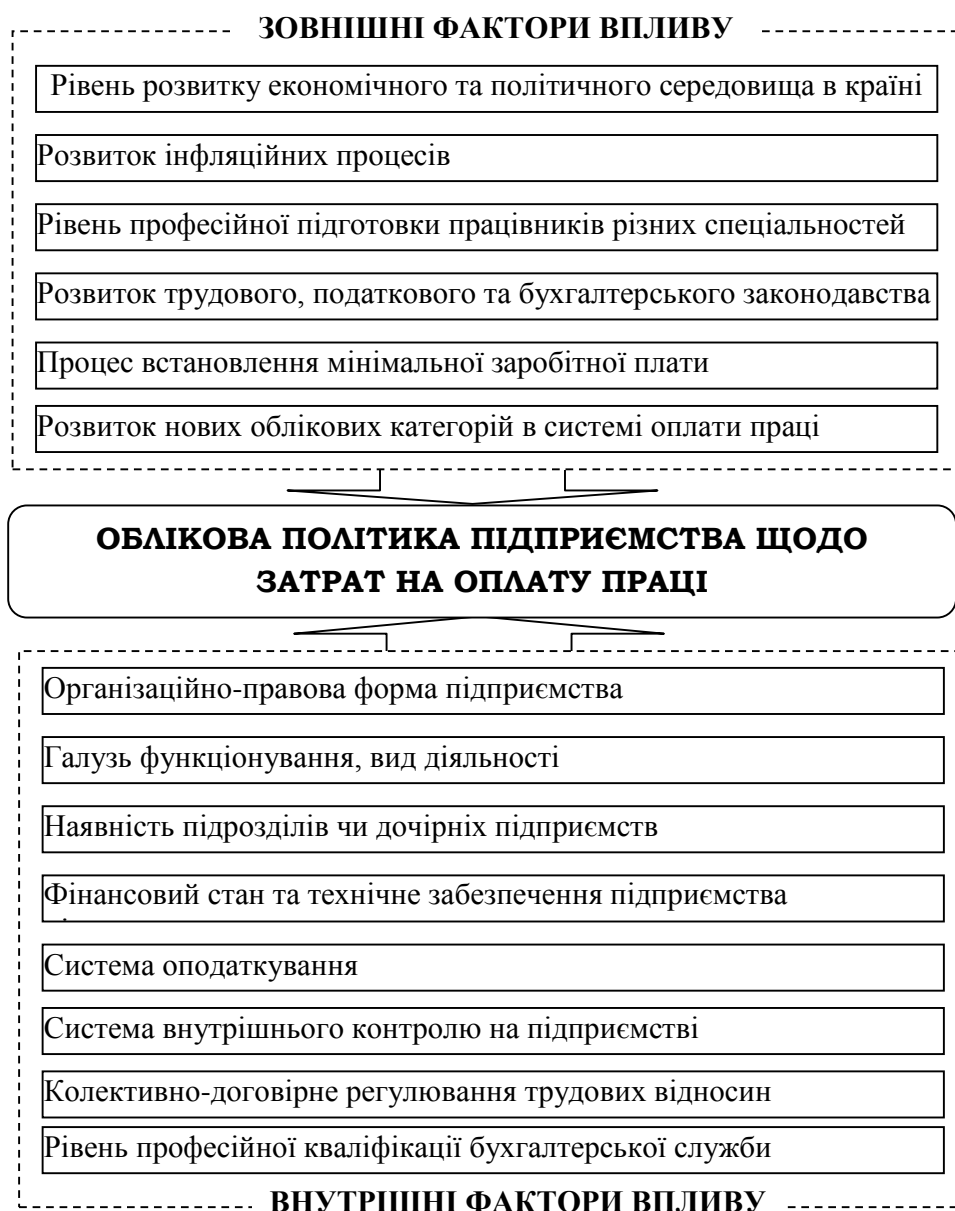 ЗОВНІШНІ ФАКТОРИ ВПЛИВУ
Рівень розвитку економічного та політичного середовища в країні
Розвиток інфляційних процесів
Рівень професійної підготовки працівників різних спеціальностей
Розвиток трудового, податкового та бухгалтерського законодавства
Процес встановлення мінімальної заробітної плати
Розвиток нових облікових категорій в системі оплати праці
ОБЛІКОВА ПОЛІТИКА ПІДПРИЄМСТВА ЩОДО
ЗАТРАТ НА ОПЛАТУ ПРАЦІ
Організаційно-правова форма підприємства
Галузь функціонування, вид діяльності
Наявність підрозділів чи дочірніх підприємств
Фінансовий стан та технічне забезпечення підприємства
Система оподаткування
Система внутрішнього контролю на підприємстві
Колективно-договірне регулювання трудових відносин
Рівень професійної кваліфікації бухгалтерської служби
ВНУТРІШНІ ФАКТОРИ ВПЛИВУ